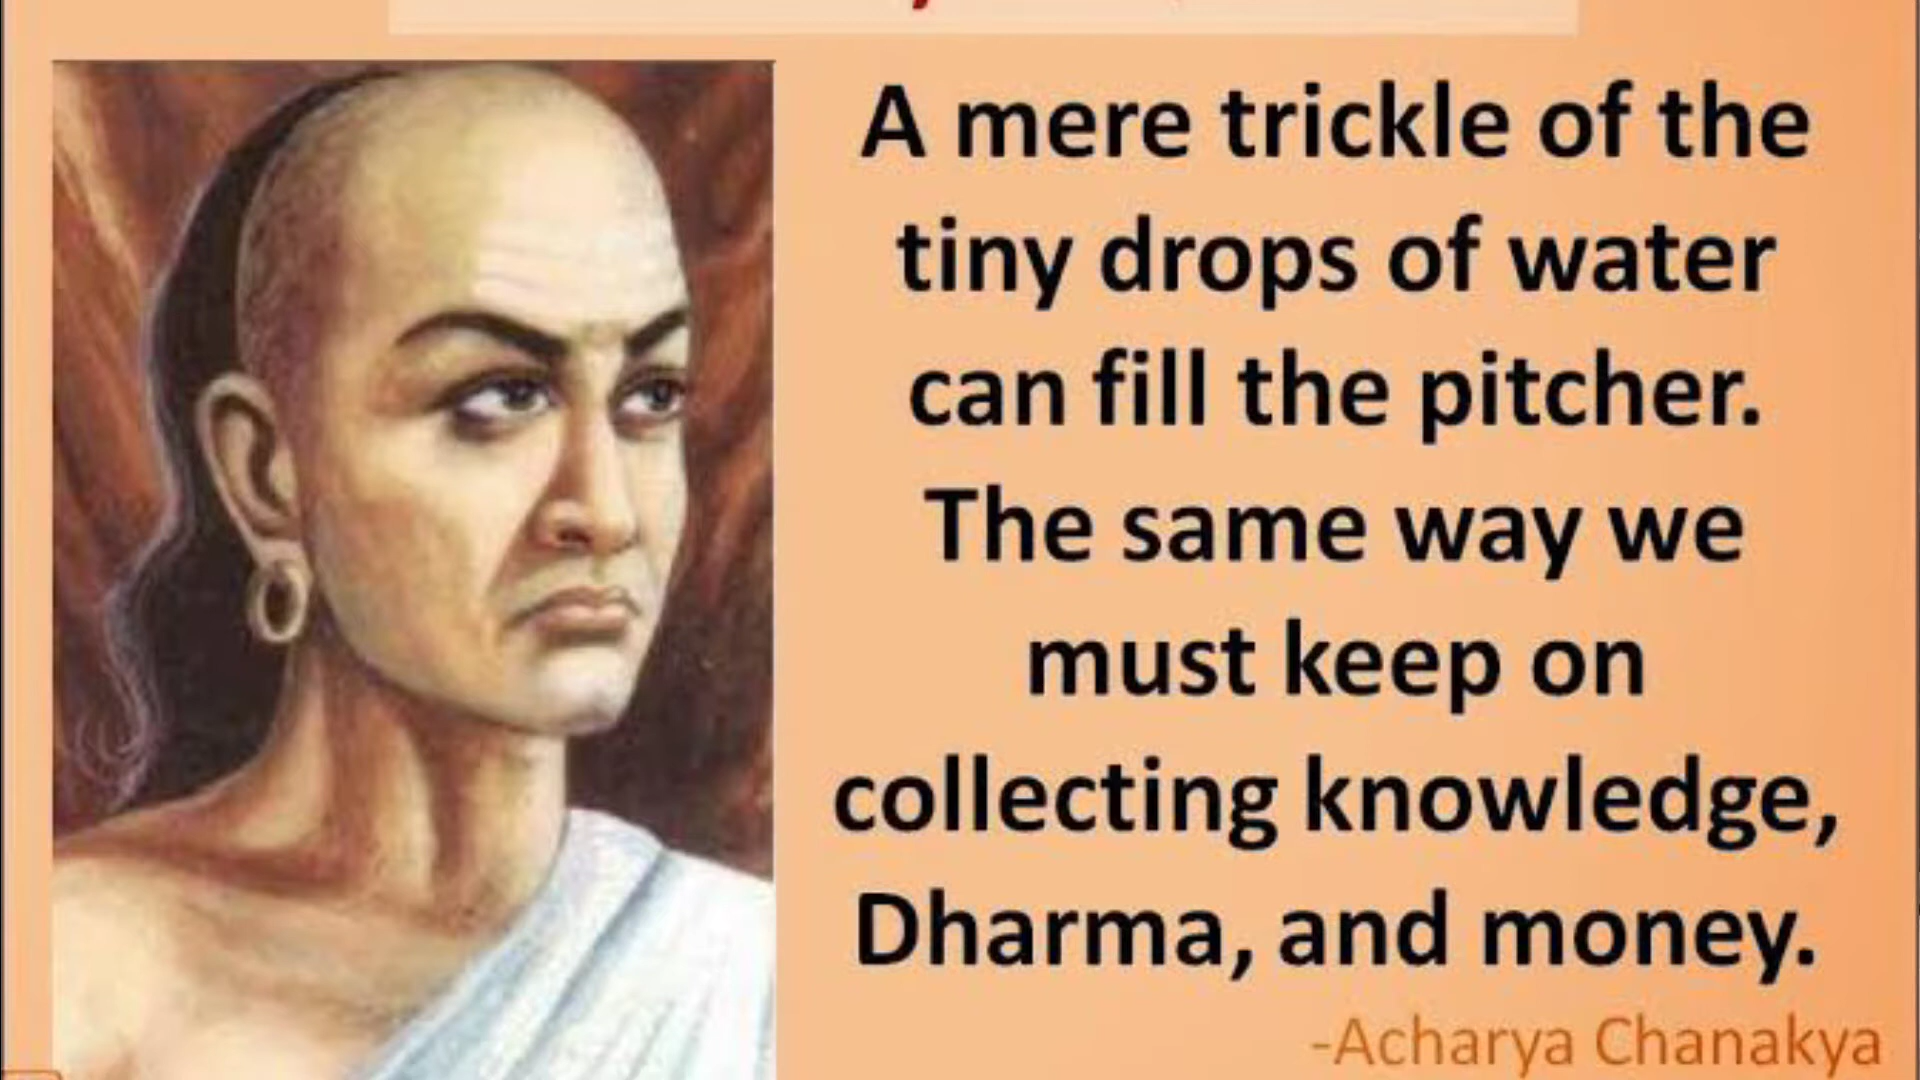 A mere trickle of the
tiny drops of water
can fill the pitcher.
The same way we
must keep on
collecting knowledge,
Dharma, and money.
-Acharya Chanakya